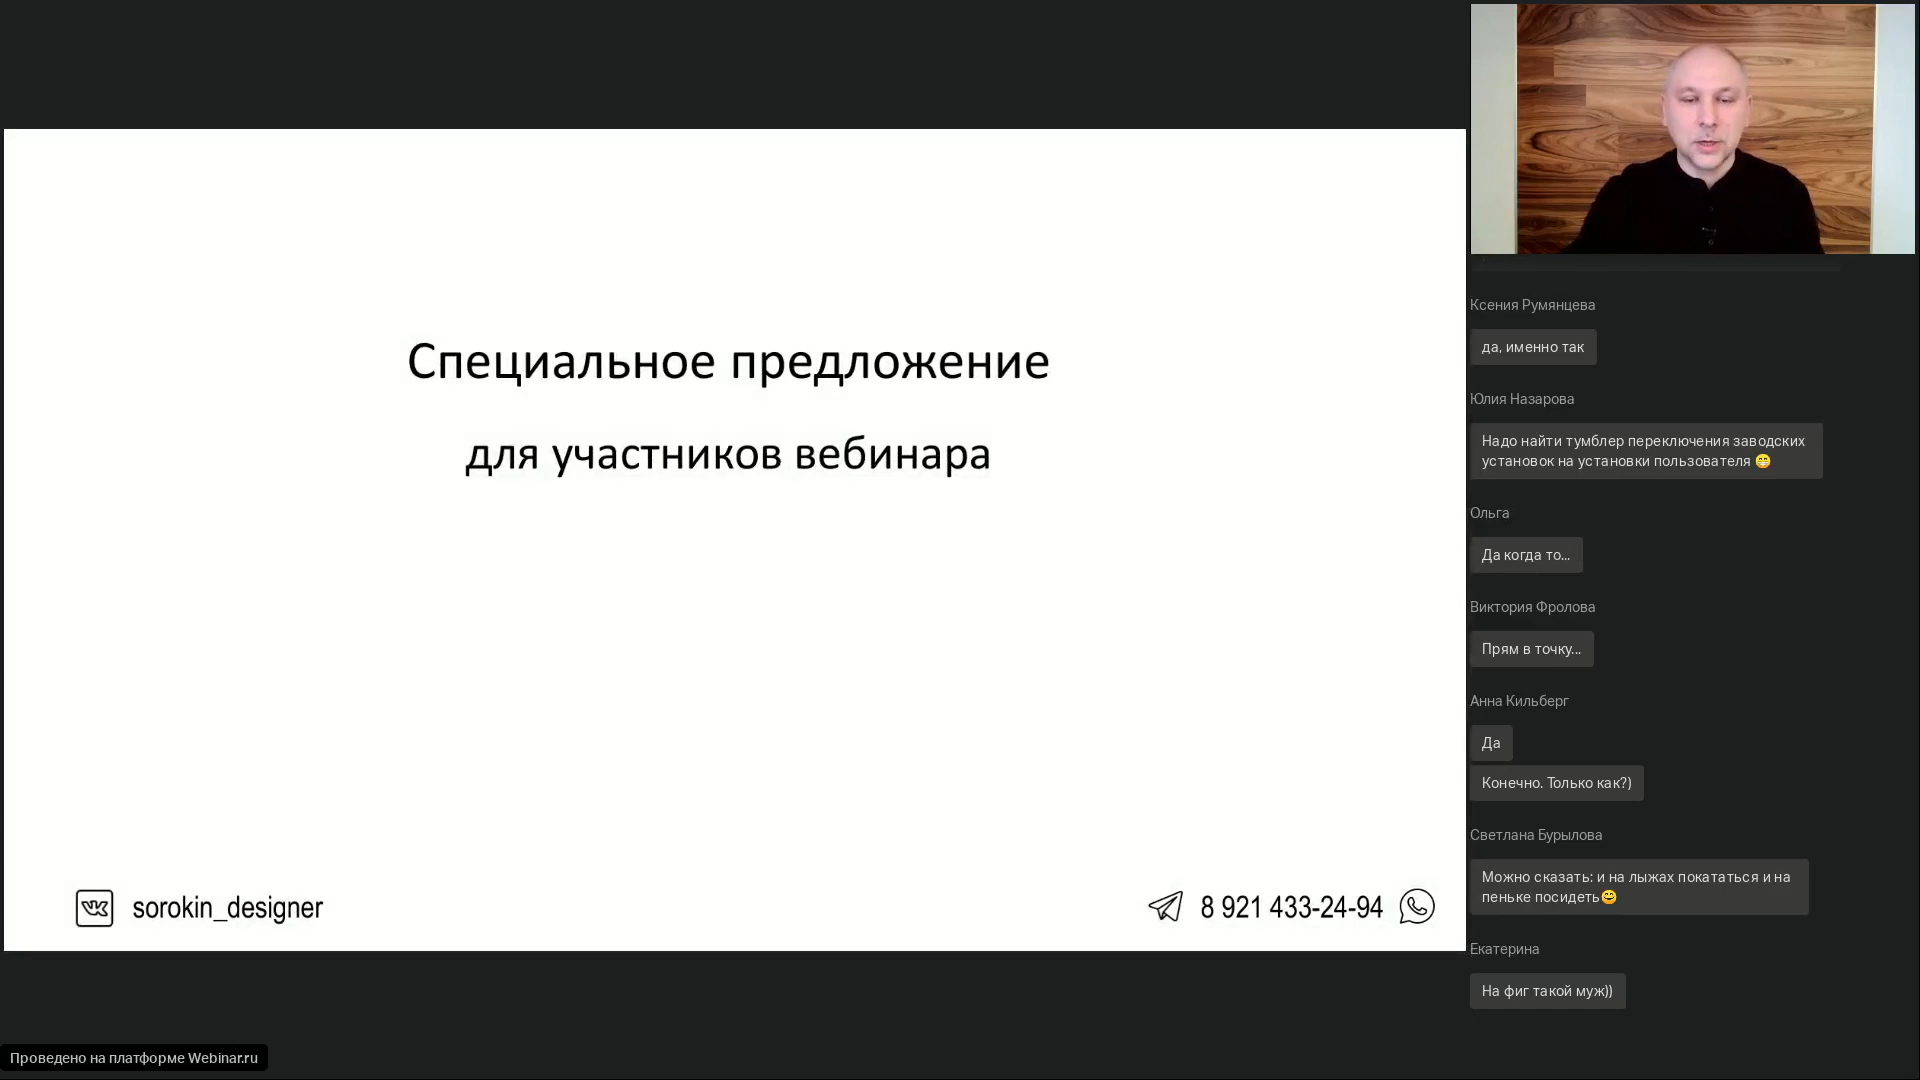 Специальное предложение
для участников вебинара
sorokin_designer
8 921 433-24-94
Проведено на платформе Webinar.ru
Ксения Румянцева
да, именно так
Юлия Назарова
Надо найти тумблер переключения заводских
установок на установки пользователя 😁
Ольга
Да когда то...
Виктория Фролова
Прям в точку...
Анна Кильберг
Да
Конечно. Только как?)
Светлана Бурылова
Можно сказать: и на лыжах покататься и на
пеньке посидеть😄
Екатерина
На фиг такой муж))